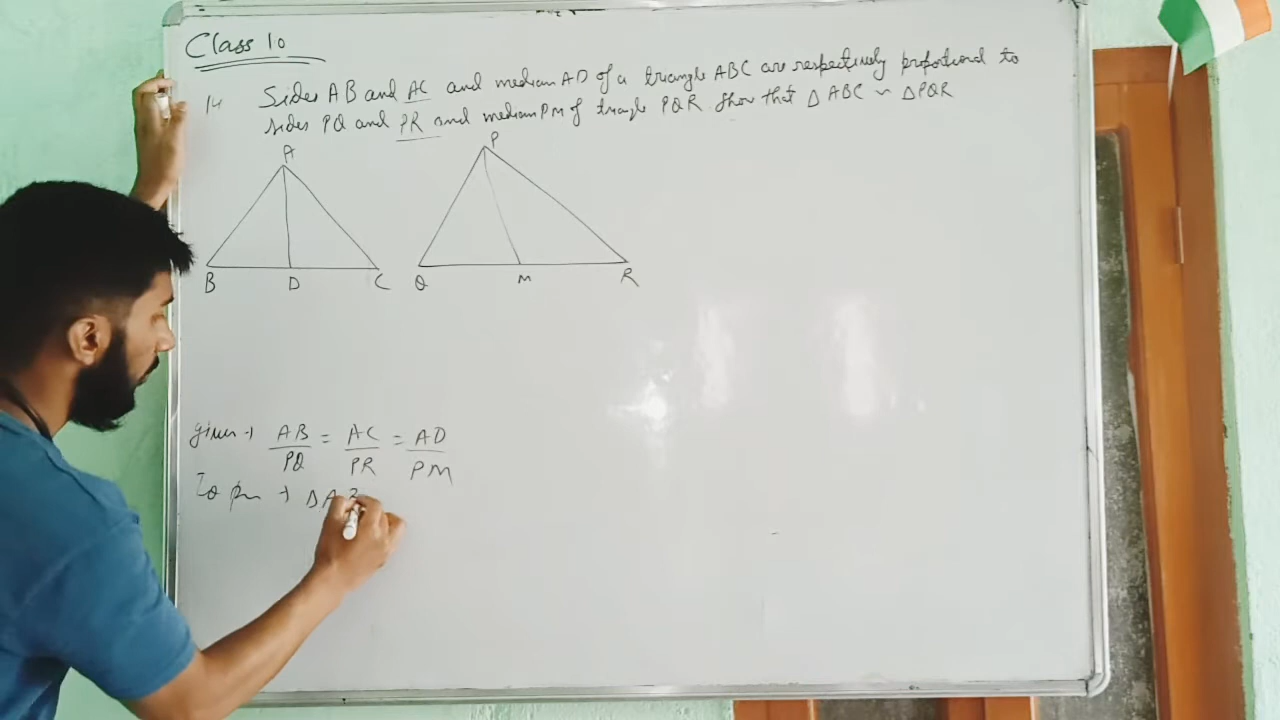 Class 10
14 Sides AB and AC and median AD of a triangle ABC are respectively proportional to
sides PQ and PR and median PM of triangle PQR. Show that Δ ABC ~ ΔPQR
A
P
B D C
Q M R
given → AB/PQ = AC/PR = AD/PM
To → ΔAB